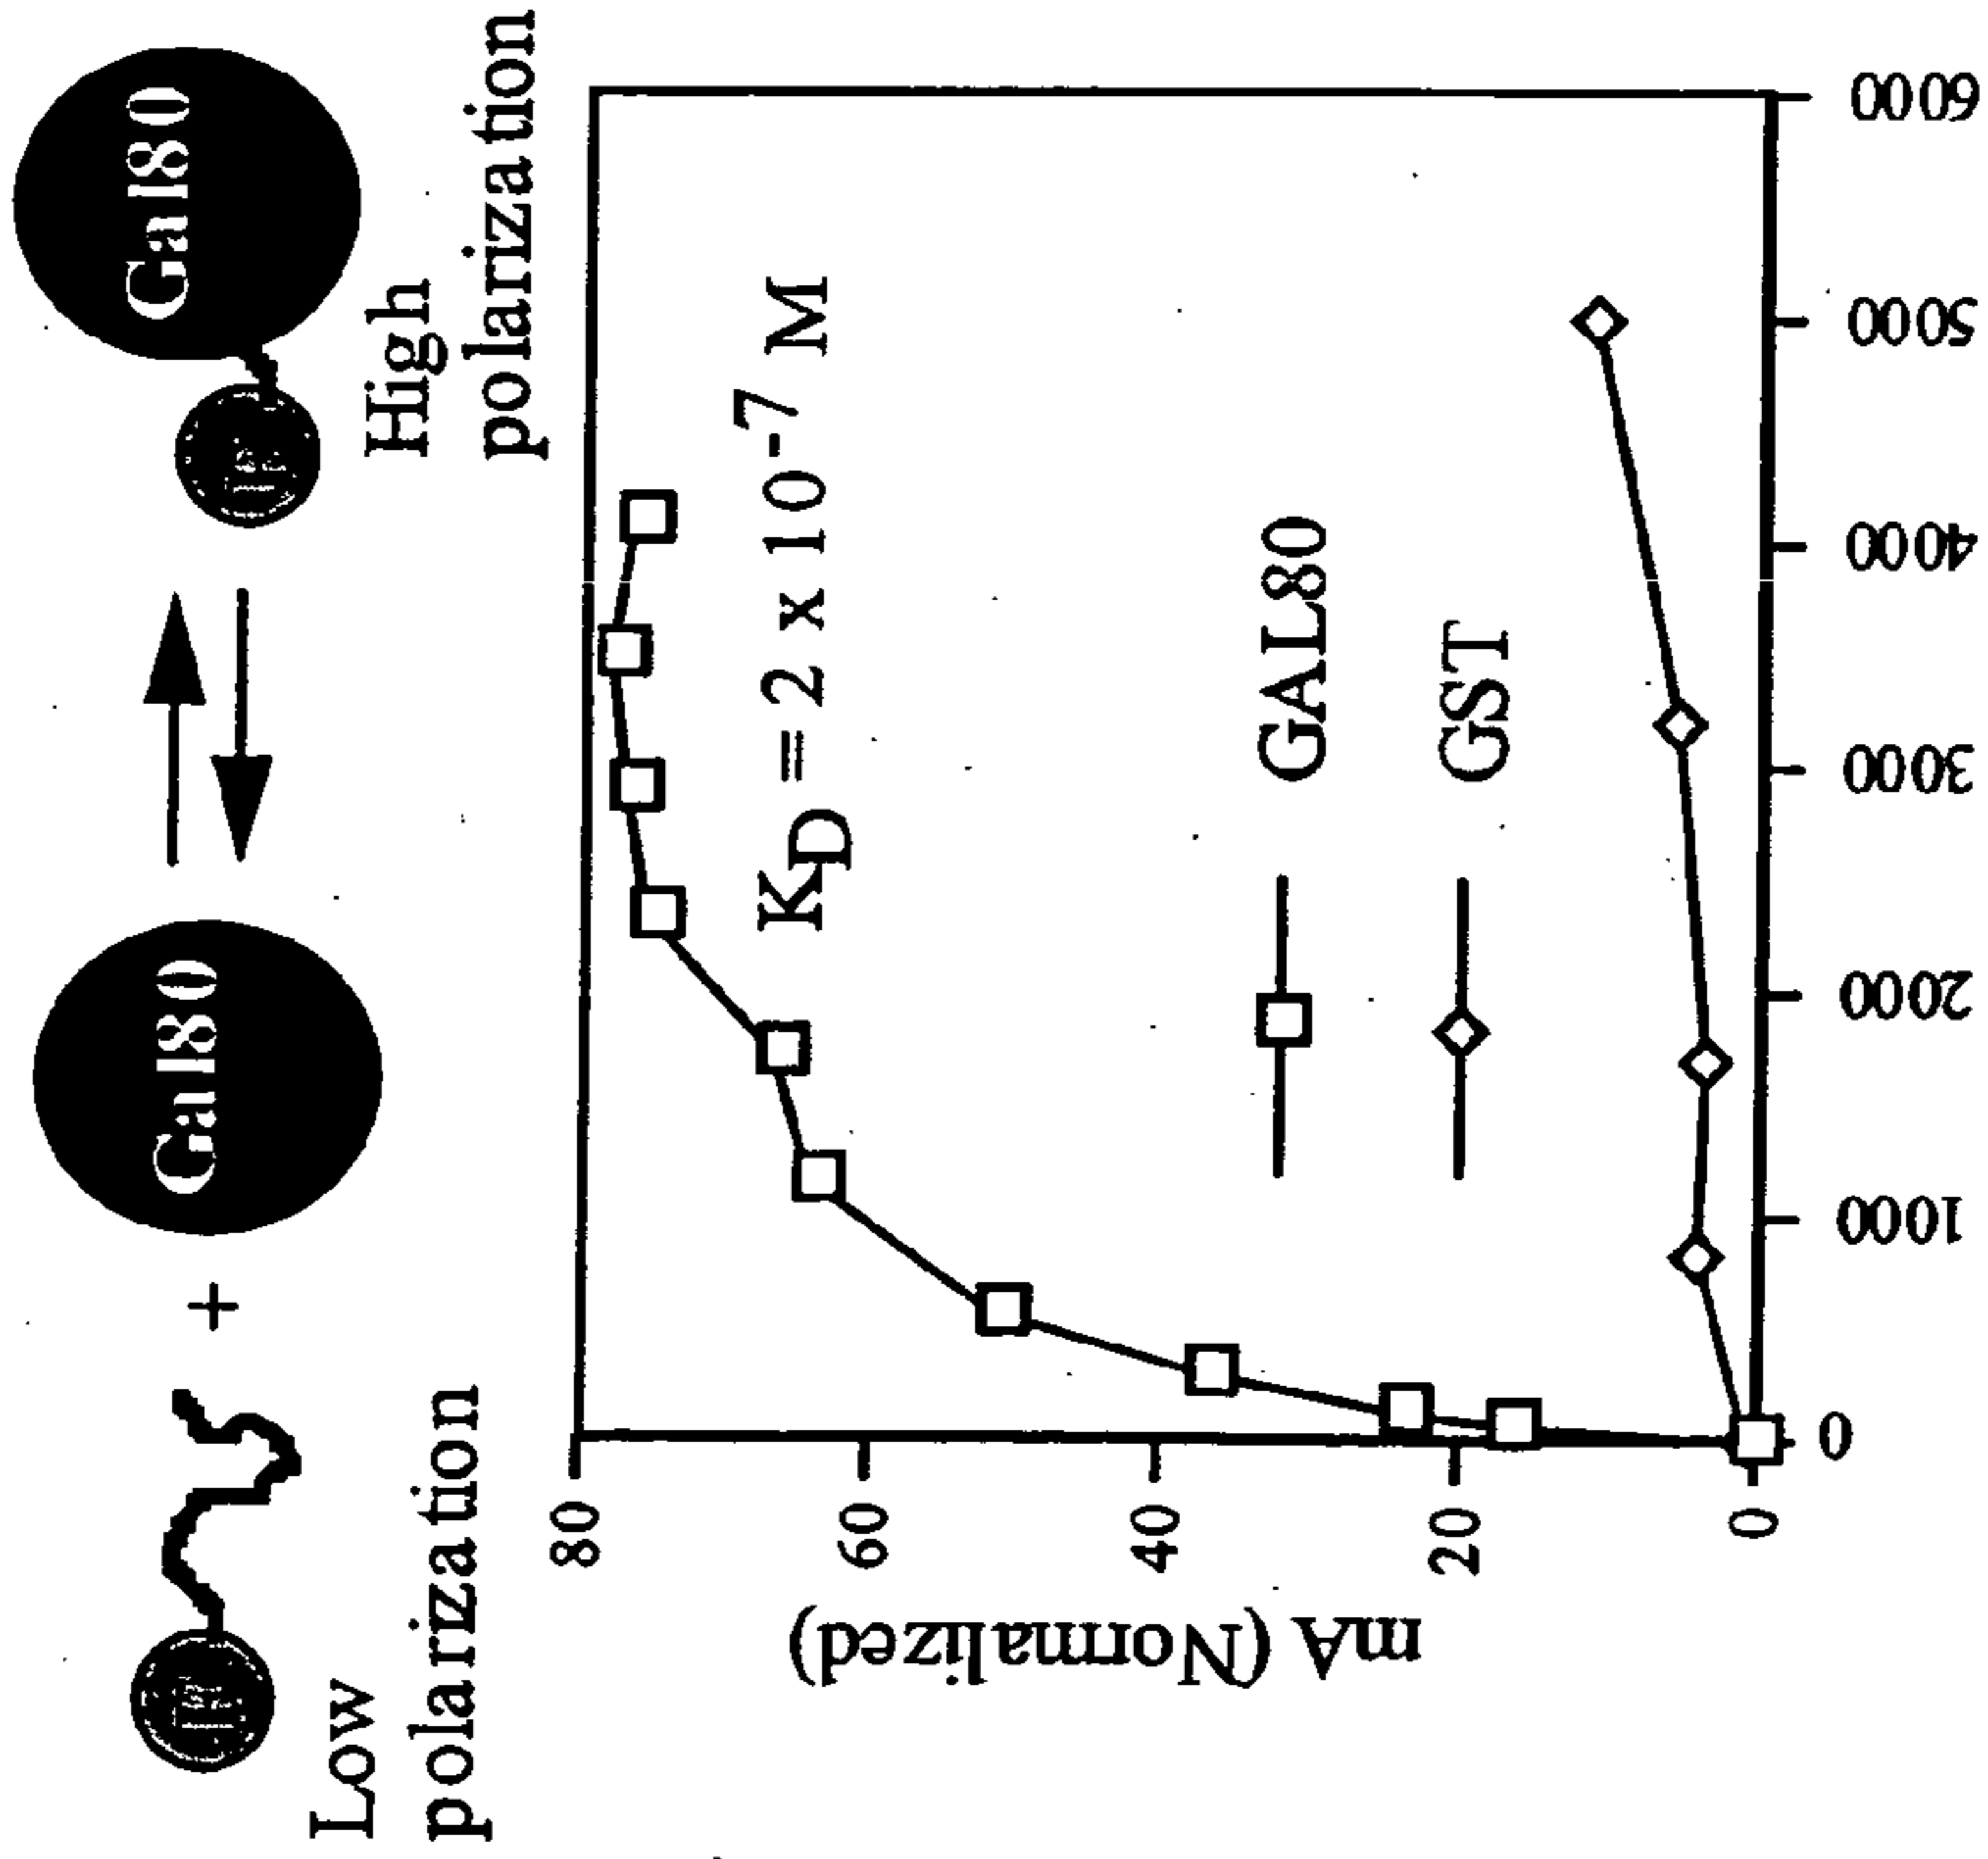 Gal80
+
Gal80
Low
polarization
High
polarization
80
60
40
20
0
mA (Normalized)
K_D = 2 x 10^-7 M
GAL80
GST
0
1000
2000
3000
4000
5000
6000